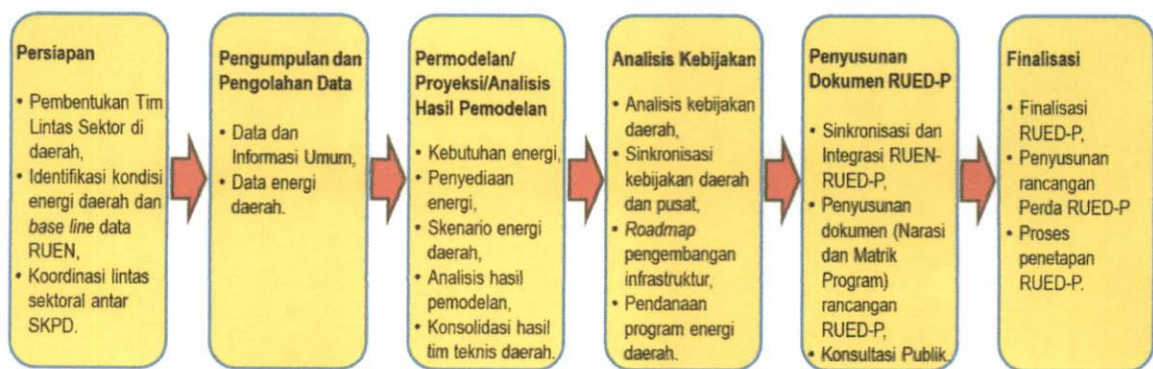 Persiapan
• Pembentukan Tim
Lintas Sektor di
daerah,
• Identifikasi kondisi
energi daerah dan
base line data
RUEN,
• Koordinasi lintas
sektoral antar
SKPD.
Pengumpulan dan
Pengolahan Data
• Data dan
Informasi Umum,
• Data energi
daerah.
Permodelan/
Proyeksi/Analisis
Hasil Pemodelan
• Kebutuhan energi,
• Penyediaan
energi,
• Skenario energi
daerah,
• Analisis hasil
pemodelan,
• Konsolidasi hasil
tim teknis daerah.
Analisis Kebijakan
• Analisis kebijakan
daerah,
• Sinkronisasi
kebijakan daerah
dan pusat,
• Roadmap
pengembangan
infrastruktur,
• Pendanaan
program energi
daerah.
Penyusunan
Dokumen RUED-P
• Sinkronisasi dan
Integrasi RUEN-
RUED-P,
• Penyusunan
dokumen (Narasi
dan Matrik
Program)
rancangan
RUED-P,
• Konsultasi Publik.
Finalisasi
• Finalisasi
RUED-P,
• Penyusunan
rancangan
Perda RUED-P
• Proses
penetapan
RUED-P.